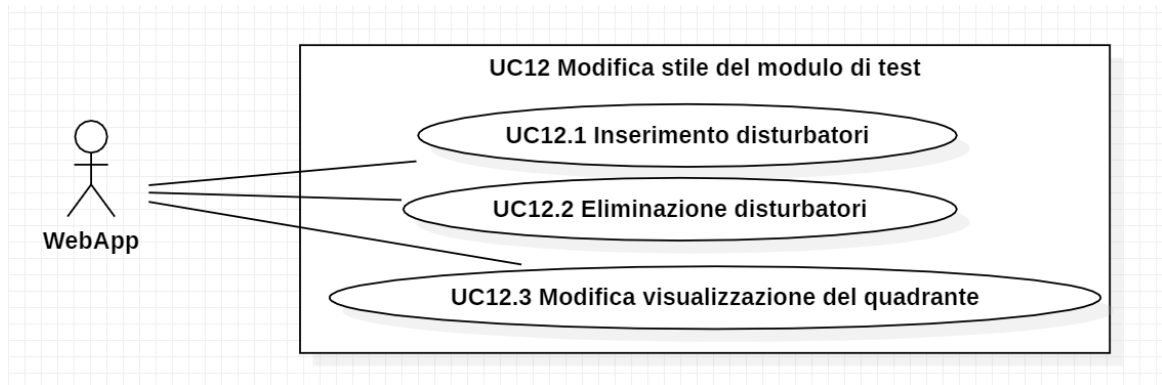 UC12 Modifica stile del modulo di test
UC12.1 Inserimento disturbatori
UC12.2 Eliminazione disturbatori
WebApp
UC12.3 Modifica visualizzazione del quadrante